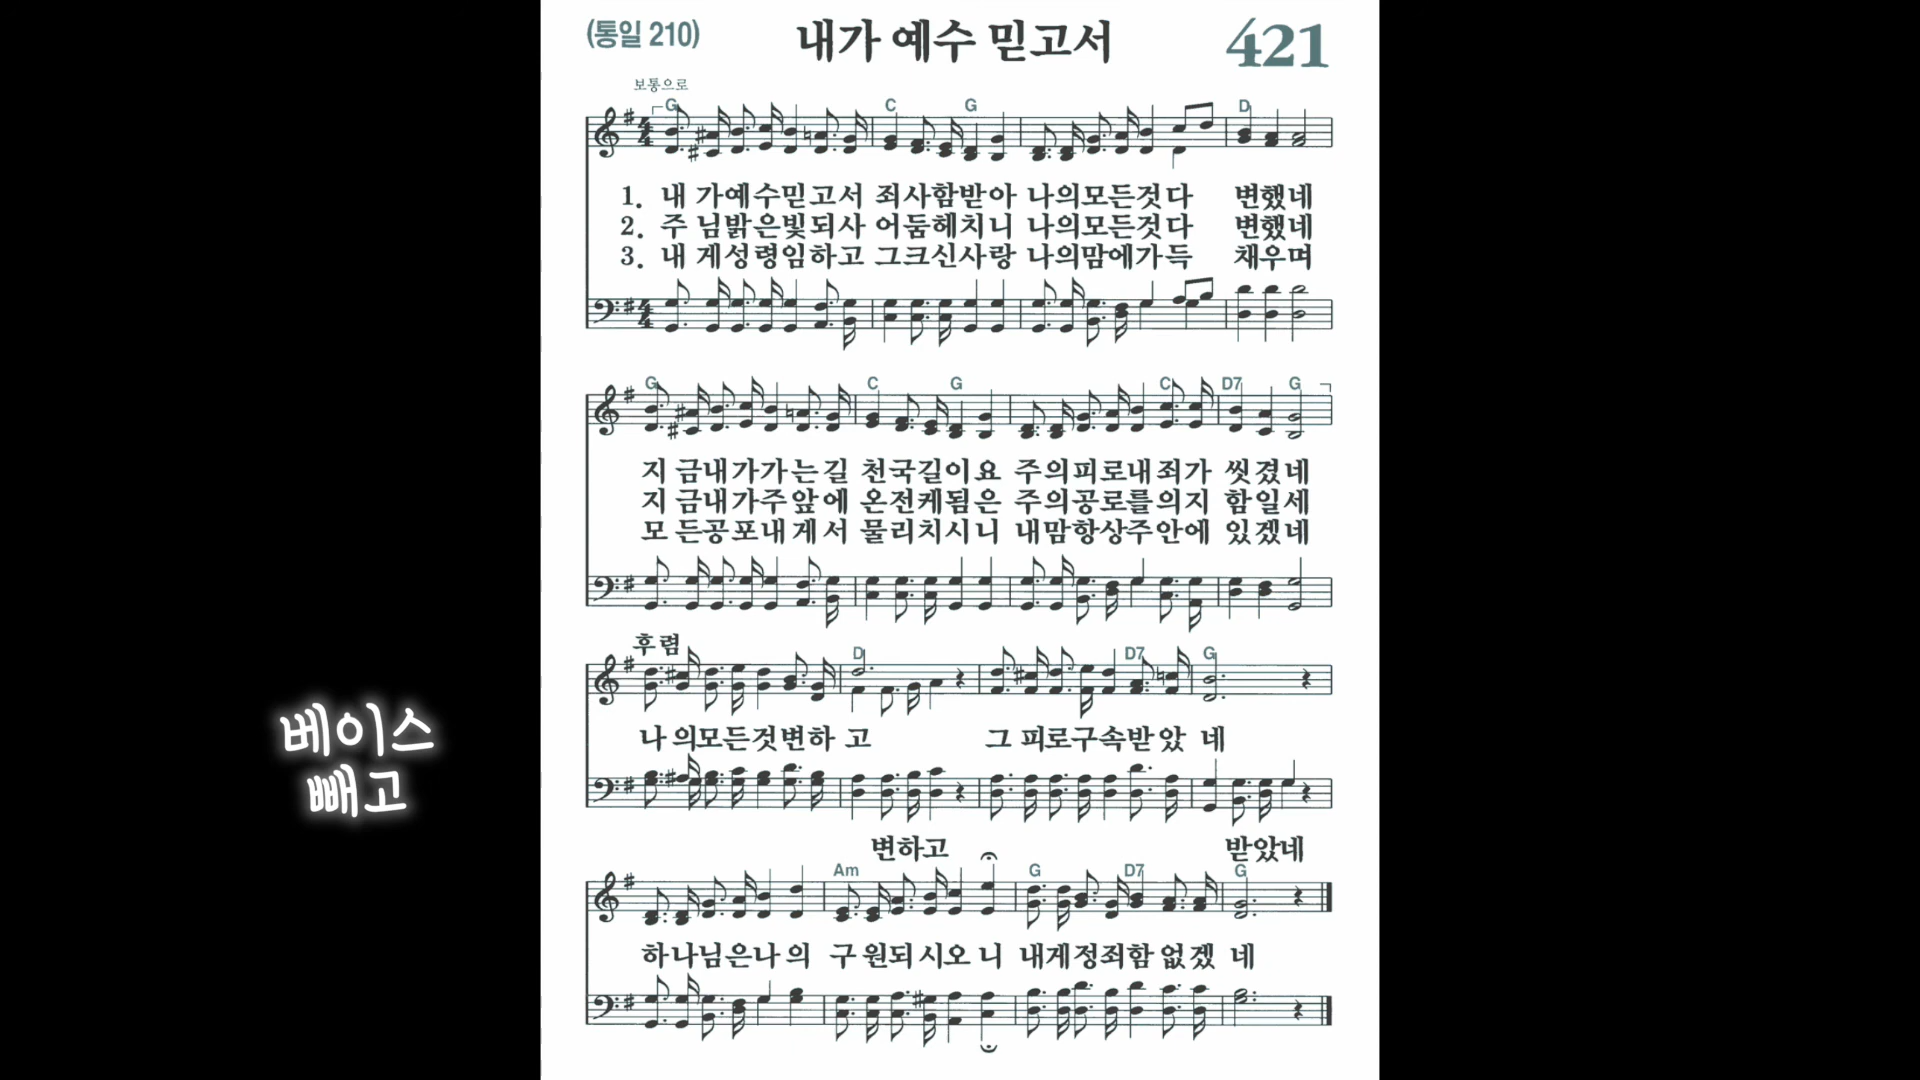 (통일 210)
내가 예수 믿고서
421
보통으로
G C G D
1. 내 가예수믿고서 죄사함받아 나의모든것다 변했네
2. 주 님밝은빛되사 어둠헤치니 나의모든것다 변했네
3. 내 게성령임하고 그크신사랑 나의맘에가득 채우며
G C G C D7 G
지 금내가가는길 천국길이요 주의피로내죄가 씻겼네
지 금내가주앞에 온전케됨은 주의공로를의지 함일세
모 든공포내게서 물리치시니 내맘항상주안에 있겠네
후렴
D D7 G
나 의모든것변하 고 그 피로구속받았 네
변하고 받았네
Am G D7 G
하나님은나의 구원되시오니 내게정죄함없겠 네
베이스
빼고